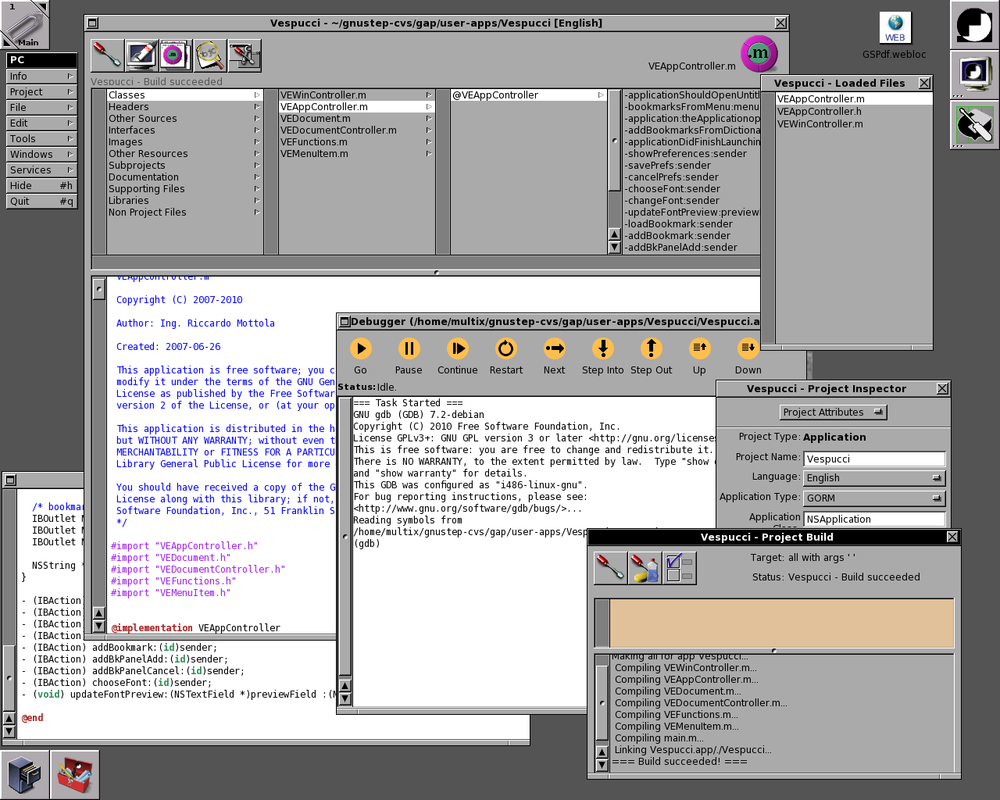 1
Main
PC
Info
Project
File
Edit
Tools
Windows
Services
Hide #h
Quit #q
Vespucci - ~/gnustep-cvs/gap/user-apps/Vespucci [English]
VEAppController.m
Vespucci - Build succeeded
Classes
Headers
Other Sources
Interfaces
Images
Other Resources
Subprojects
Documentation
Supporting Files
Libraries
Non Project Files
VEWinController.m
VEAppController.m
VEDocument.m
VEDocumentController.m
VEFunctions.m
VEMenuItem.m
@VEAppController
-applicationShouldOpenUntitl
-bookmarksFromMenu:menu
-application:theApplicationop
-addBookmarksFromDictiona
-applicationDidFinishLaunchin
-showPreferences:sender
-savePrefs:sender
-cancelPrefs:sender
-chooseFont:sender
-changeFont:sender
-updateFontPreview:preview
-loadBookmark:sender
-addBookmark:sender
-addBkPanelAdd:sender
WEB
GSPdf.webloc
Vespucci - Loaded Files
VEAppController.m
VEAppController.h
VEWinController.m
VEAppController.m
Copyright (C) 2007-2010
Author: Ing. Riccardo Mottola
Created: 2007-06-26
This application is free software; you c
modify it under the terms of the GNU Gen
License as published by the Free Softwar
version 2 of the License, or (at your op
This application is distributed in the h
but WITHOUT ANY WARRANTY; without even t
MERCHANTABILITY or FITNESS FOR A PARTICU
Library General Public License for more
You should have received a copy of the G
License along with this library; if not,
Software Foundation, Inc., 51 Franklin S
*/
#import "VEAppController.h"
#import "VEDocument.h"
#import "VEDocumentController.h"
#import "VEFunctions.h"
#import "VEMenuItem.h"
@implementation VEAppController
Debugger (/home/multix/gnustep-cvs/gap/user-apps/Vespucci/Vespucci.a
Go
Pause
Continue
Restart
Next
Step Into
Step Out
Up
Down
Status: Idle.
=== Task Started ===
GNU gdb (GDB) 7.2-debian
Copyright (C) 2010 Free Software Foundation, Inc.
License GPLv3+: GNU GPL version 3 or later <http://gnu.org/license
This is free software: you are free to change and redistribute it.
There is NO WARRANTY, to the extent permitted by law.  Type "show
and "show warranty" for details.
This GDB was configured as "i486-linux-gnu".
For bug reporting instructions, please see:
<http://www.gnu.org/software/gdb/bugs/>...
Reading symbols from
/home/multix/gnustep-cvs/gap/user-apps/Vesp
(gdb)
Vespucci - Project Inspector
Project Attributes
Project Type: Application
Project Name: Vespucci
Language: English
Application Type: GORM
Application NSApplication
/* bookmar
IBOutlet M
IBOutlet M
IBOutlet M
NSString *
}
- (IBAction)
- (IBAction)
- (IBAction)
- (IBAction)
- (IBAction) addBookmark:(id)sender;
- (IBAction) addBkPanelAdd:(id)sender;
- (IBAction) addBkPanelCancel:(id)sender;
- (IBAction) chooseFont:(id)sender;
- (void) updateFontPreview:(NSTextField *)previewField :(N
@end
Vespucci - Project Build
Target: all with args ' '
Status: Vespucci - Build succeeded
Making all for app Vespucci...
Compiling VEWinController.m...
Compiling VEAppController.m...
Compiling VEDocument.m...
Compiling VEDocumentController.m...
Compiling VEFunctions.m...
Compiling VEMenuItem.m...
Compiling main.m...
Linking Vespucci.app/./Vespucci...
=== Build succeeded! ===